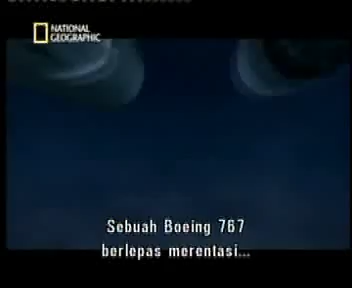 NATIONAL
GEOGRAPHIC
Sebuah Boeing 767
berlepas merentasi...